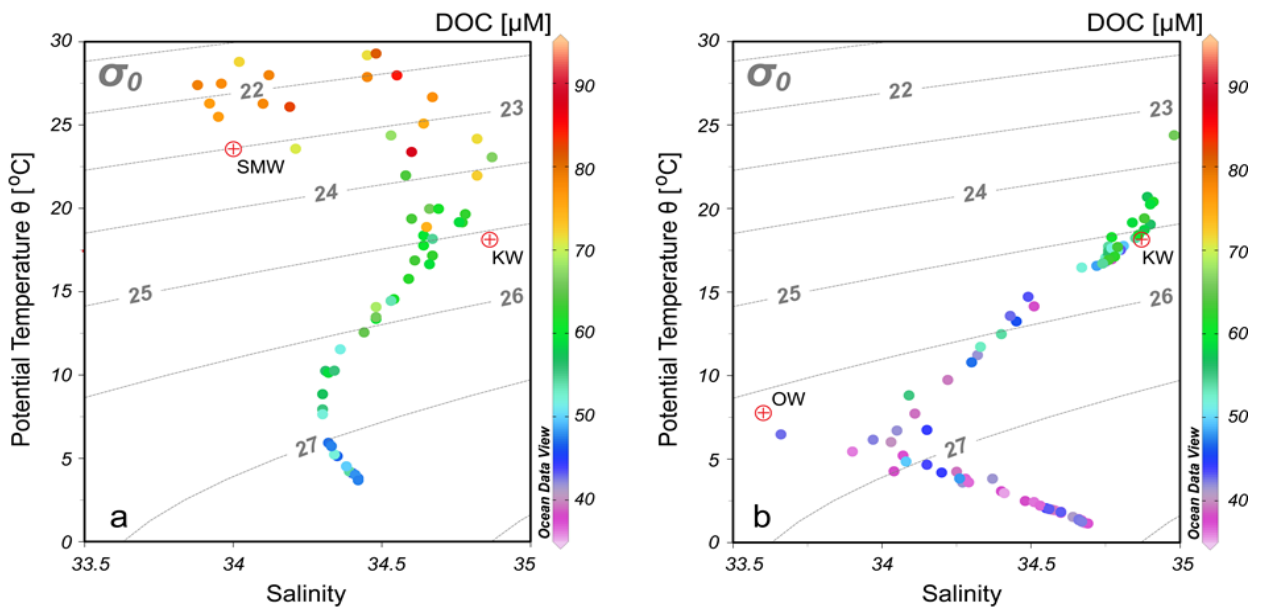 DOC [µM]
DOC [µM]
30
25
20
15
10
5
0
Potential Temperature θ [°C]
σ0
22
23
24
25
26
27
SMW
KW
a
33.5
34
34.5
35
Salinity
90
80
70
60
50
40
Ocean Data View
30
25
20
15
10
5
0
Potential Temperature θ [°C]
σ0
22
23
24
25
26
27
KW
OW
b
33.5
34
34.5
35
Salinity
90
80
70
60
50
40
Ocean Data View